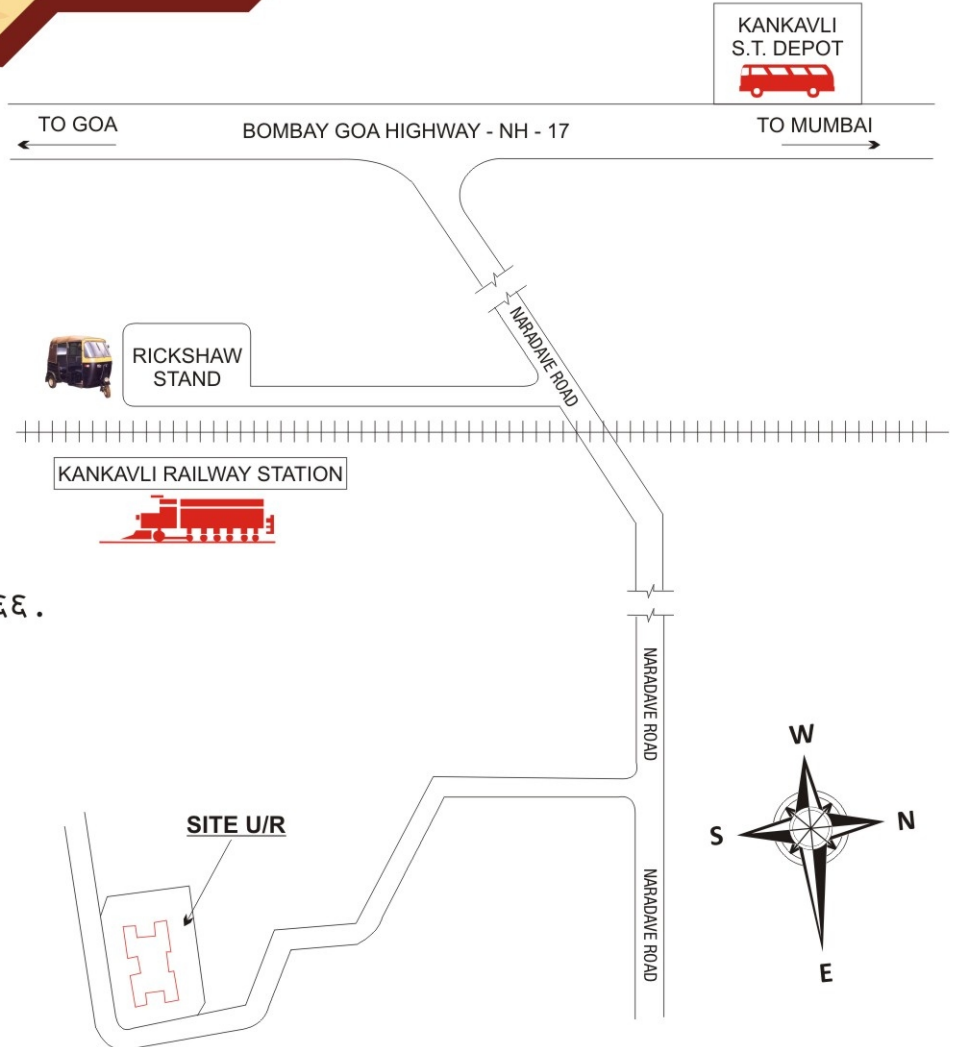 KANKAVLI
S.T. DEPOT
TO GOA
BOMBAY GOA HIGHWAY - NH - 17
TO MUMBAI
NARADAVE ROAD
RICKSHAW
STAND
KANKAVLI RAILWAY STATION
६६.
NARADAVE ROAD
W
S
N
E
SITE U/R
NARADAVE ROAD